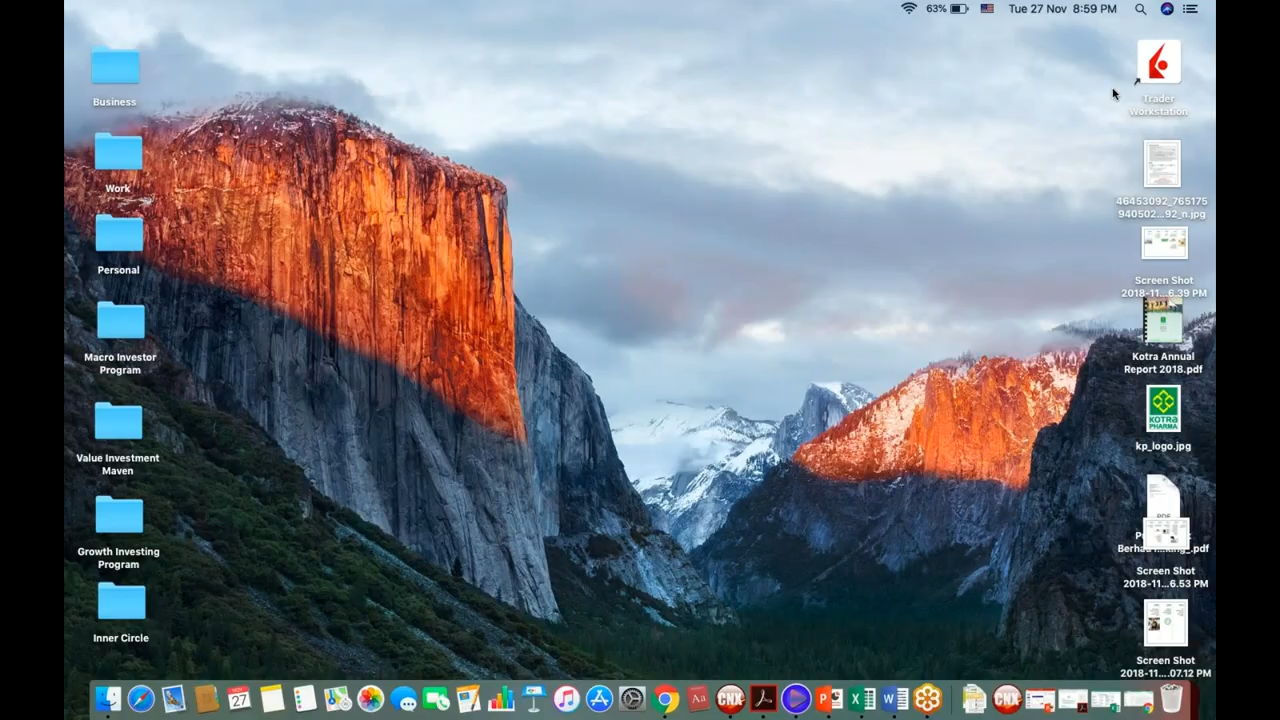 63%
Tue 27 Nov 8:59 PM
Business
Work
Personal
Macro Investor
Program
Value Investment
Maven
Growth Investing
Program
Inner Circle
Trader
Workstation
46453092_765175
940502...92_n.jpg
Screen Shot
2018-11...6.39 PM
Kotra Annual
Report 2018.pdf
KOTRA
PHARMA
kp_logo.jpg
PDF
Screen Shot
2018-11...6.53 PM
Screen Shot
2018-11....07.12 PM
27
Aa
CNX
P
X
W
CNX